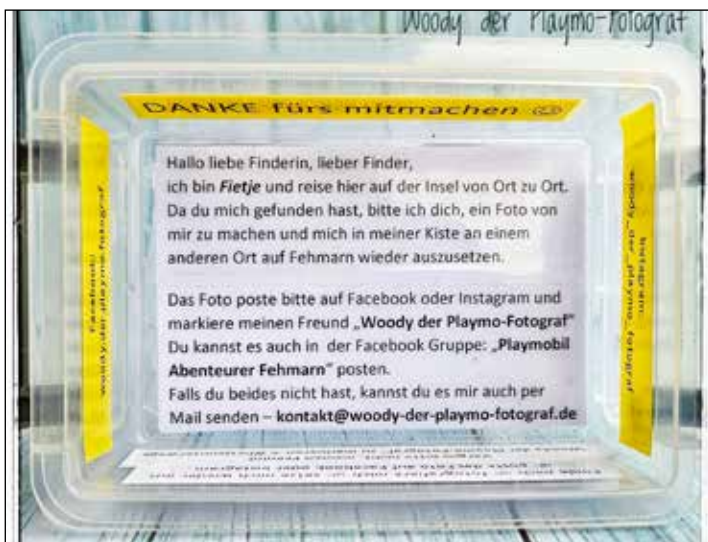 Woody der Playmo-Fotograf
DANKE fürs mitmachen ☺
Hallo liebe Finderin, lieber Finder,
ich bin Fietje und reise hier auf der Insel von Ort zu Ort.
Da du mich gefunden hast, bitte ich dich, ein Foto von
mir zu machen und mich in meiner Kiste an einem
anderen Ort auf Fehmarn wieder auszusetzen.
Das Foto poste bitte auf Facebook oder Instagram und
markiere meinen Freund „Woody der Playmo-Fotograf"
Du kannst es auch in der Facebook Gruppe: „Playmobil
Abenteurer Fehmarn" posten.
Falls du beides nicht hast, kannst du es mir auch per
Mail senden – kontakt@woody-der-playmo-fotograf.de
Facebook:
woody.der.playmo.fotograf
Instagram:
woody_der_playmo_fotograf